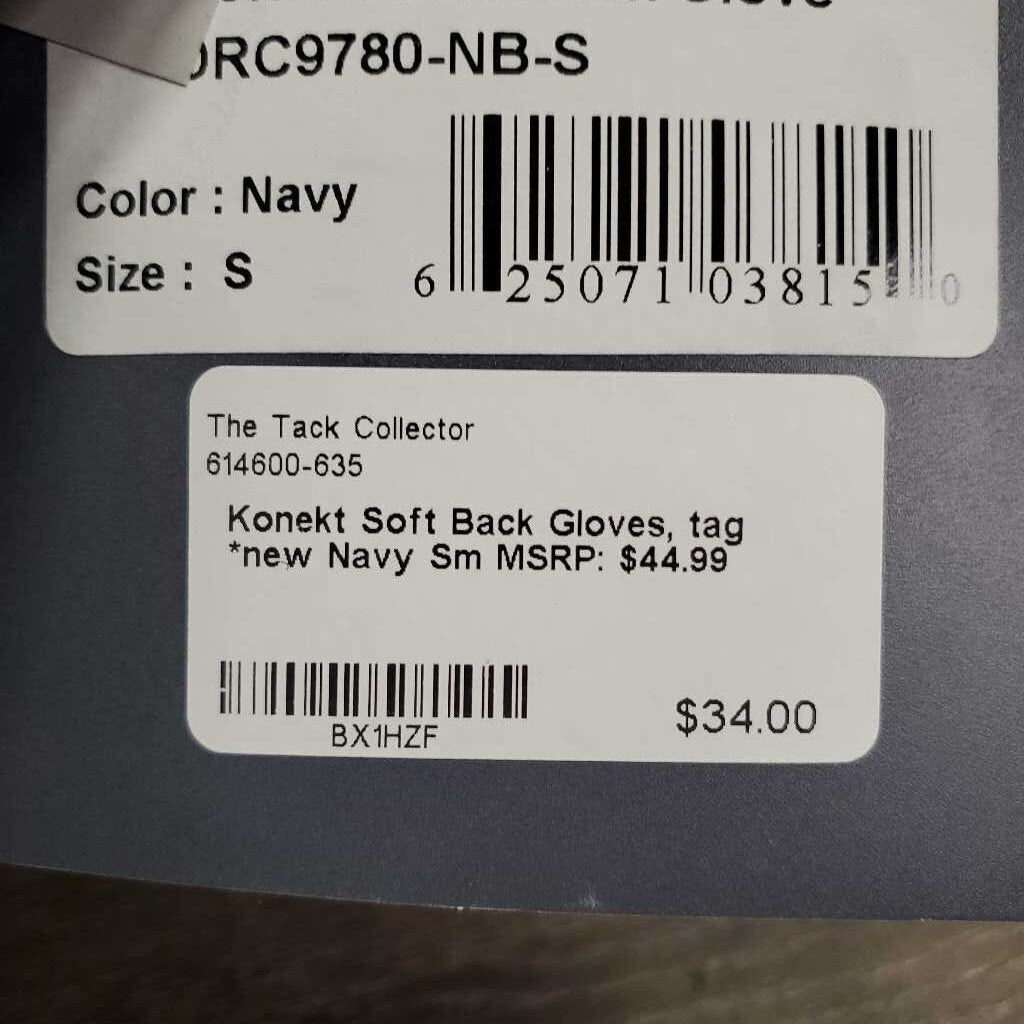 Glove
RC9780-NB-S
Color : Navy
Size : S
6 25071 03815 0
The Tack Collector
614600-635
Konekt Soft Back Gloves, tag
*new Navy Sm MSRP: $44.99
BX1HZF
$34.00